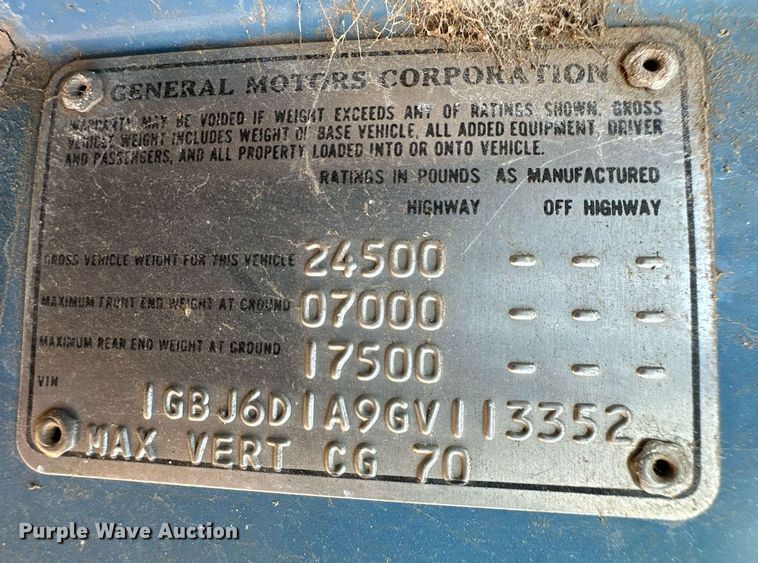 GENERAL MOTORS CORPORATION
WARRANTY MAY BE VOIDED IF WEIGHT EXCEEDS ANY OF RATINGS SHOWN. GROSS
VEHICLE WEIGHT INCLUDES WEIGHT OF BASE VEHICLE, ALL ADDED EQUIPMENT, DRIVER
AND PASSENGERS, AND ALL PROPERTY LOADED INTO OR ONTO VEHICLE.
RATINGS IN POUNDS AS MANUFACTURED
HIGHWAY OFF HIGHWAY
GROSS VEHICLE WEIGHT FOR THIS VEHICLE 24500 - - -
MAXIMUM FRONT END WEIGHT AT GROUND 07000 - - -
MAXIMUM REAR END WEIGHT AT GROUND 17500 - - -
VIN
1GBJ6D1A9GV113352
MAX VERT CG 70
Purple Wave Auction